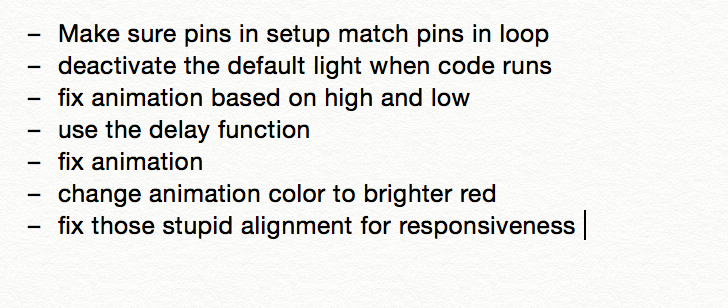 – Make sure pins in setup match pins in loop
– deactivate the default light when code runs
– fix animation based on high and low
– use the delay function
– fix animation
– change animation color to brighter red
– fix those stupid alignment for responsiveness